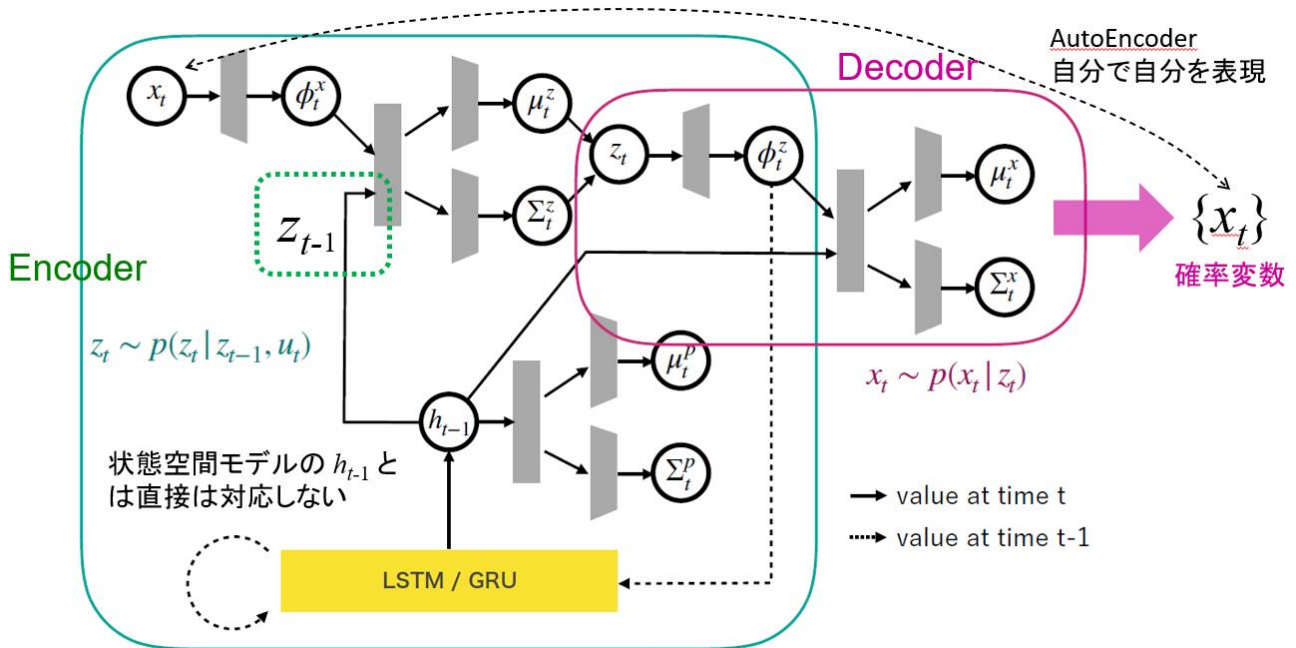 AutoEncoder
自分で自分を表現
Decoder
x_t
ϕ_t^x
μ_t^z
Σ_t^z
z_t
ϕ_t^z
μ_t^x
Σ_t^x
{x_t}
確率変数
z_{t-1}
Encoder
z_t ~ p(z_t | z_{t−1}, u_t)
x_t ~ p(x_t | z_t)
μ_t^p
h_{t−1}
Σ_t^p
状態空間モデルの h_{t-1} と
は直接は対応しない
value at time t
value at time t-1
LSTM / GRU